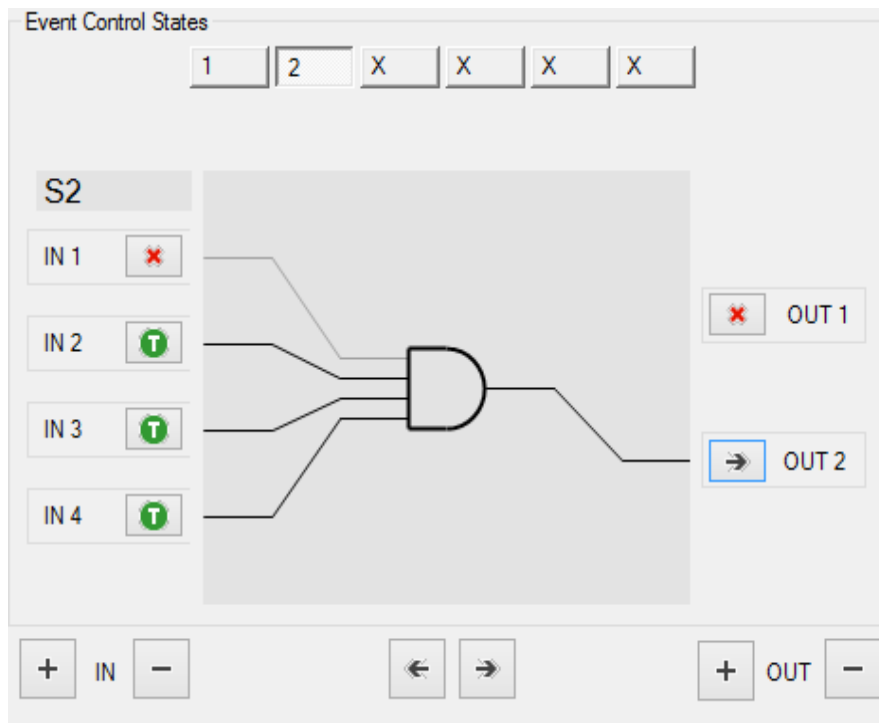 Event Control States
1 2 X X X X
S2
IN 1
T
IN 2
T
IN 3
T
IN 4
OUT 1
OUT 2
+ IN −
+ OUT −